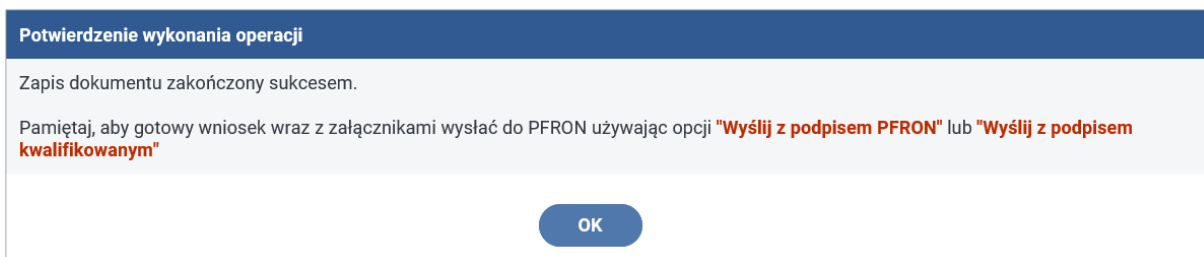 Potwierdzenie wykonania operacji
Zapis dokumentu zakończony sukcesem.
Pamiętaj, aby gotowy wniosek wraz z załącznikami wysłać do PFRON używając opcji "Wyślij z podpisem PFRON" lub "Wyślij z podpisem
kwalifikowanym"
OK